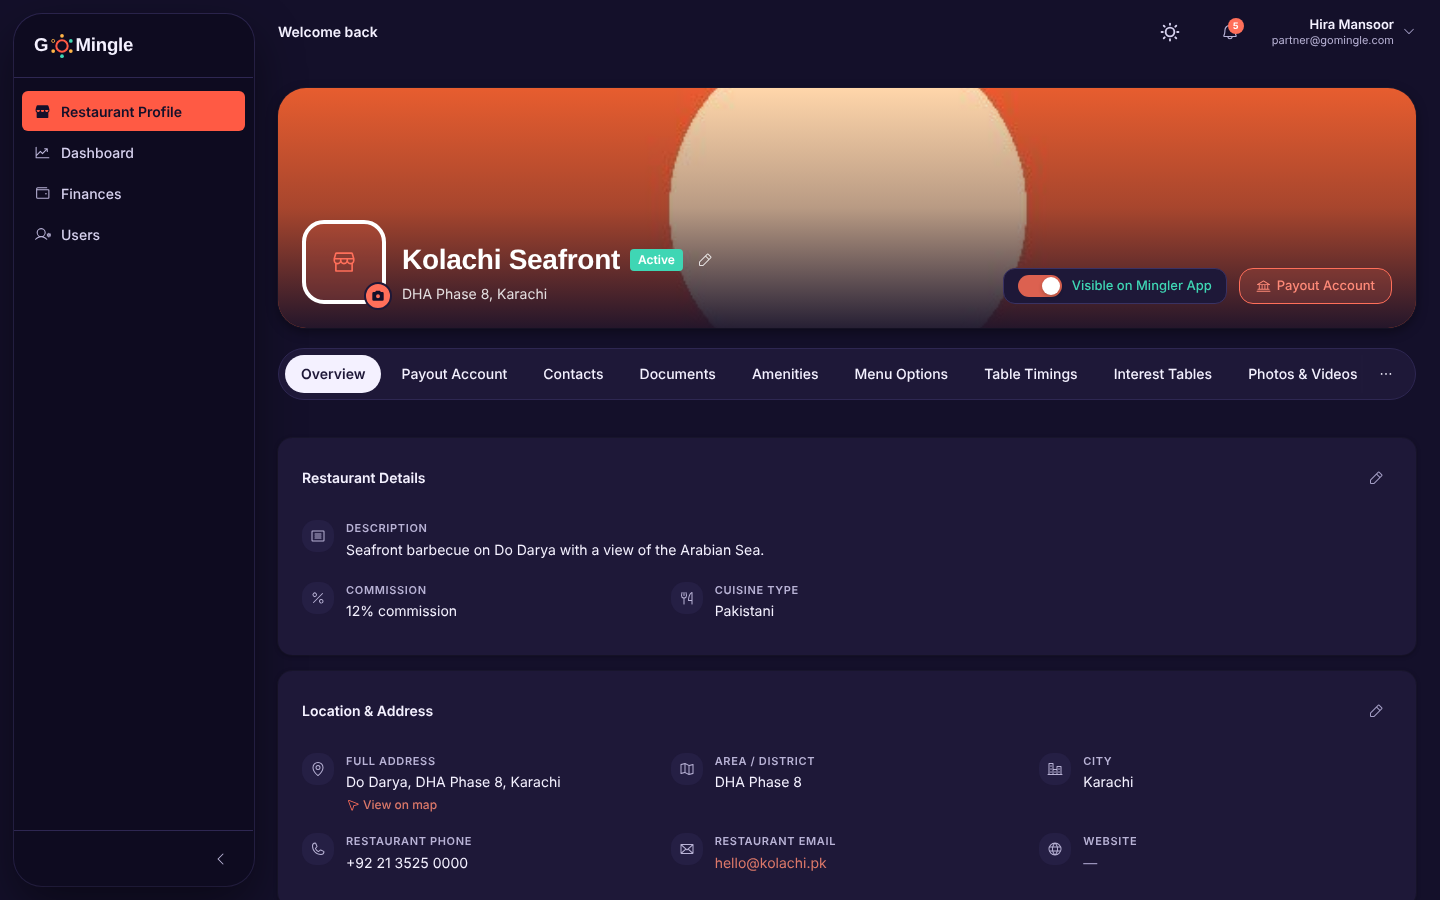 GoMingle
Welcome back
5
Hira Mansoor
partner@gomingle.com
Restaurant Profile
Dashboard
Finances
Users
Kolachi Seafront
Active
DHA Phase 8, Karachi
Visible on Mingler App
Payout Account
Overview
Payout Account
Contacts
Documents
Amenities
Menu Options
Table Timings
Interest Tables
Photos & Videos
...
Restaurant Details
DESCRIPTION
Seafront barbecue on Do Darya with a view of the Arabian Sea.
COMMISSION
12% commission
CUISINE TYPE
Pakistani
Location & Address
FULL ADDRESS
Do Darya, DHA Phase 8, Karachi
View on map
AREA / DISTRICT
DHA Phase 8
CITY
Karachi
RESTAURANT PHONE
+92 21 3525 0000
RESTAURANT EMAIL
hello@kolachi.pk
WEBSITE
—